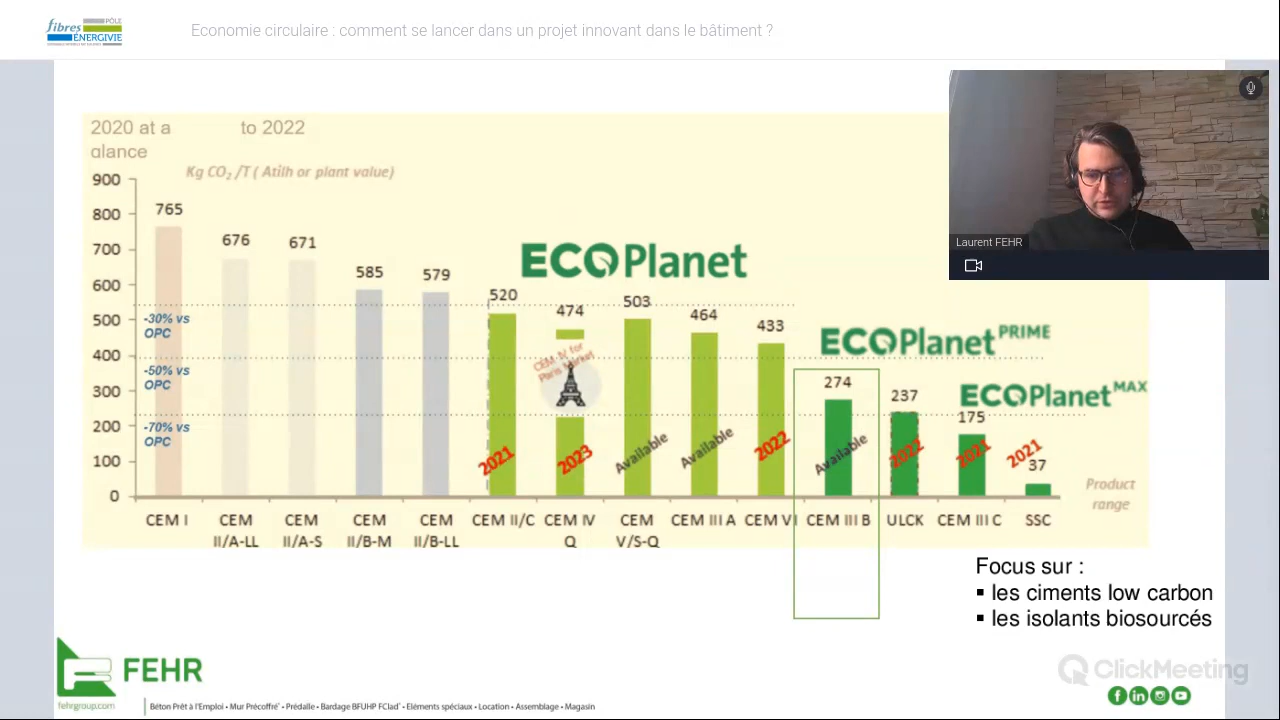 fibres
PÔLE
ÉNERGIVIE
Economie circulaire : comment se lancer dans un projet innovant dans le bâtiment ?
Laurent FEHR
2020 at a to 2022
glance
Kg CO₂ /T ( Atilh or plant value)
900
800
700
600
500
400
300
200
100
0
-30% vs
OPC
-50% vs
OPC
-70% vs
OPC
765
676
671
585
579
520
474
503
464
433
274
237
175
37
ECOPlanet
ECOPlanet PRIME
ECOPlanet MAX
CEM IV for
Paris Market
2021
2023
Available
Available
2022
Available
2022
2021
2021
CEM I
CEM
II/A-LL
CEM
II/A-S
CEM
II/B-M
CEM
II/B-LL
CEM II/C
CEM IV
Q
CEM
V/S-Q
CEM III A
CEM VI
CEM III B
ULCK
CEM III C
SSC
Product
range
Focus sur :
▪ les ciments low carbon
▪ les isolants biosourcés
FEHR
fehrgroup.com
Béton Prêt à l'Emploi • Mur Précoffré® • Prédalle • Bardage BFUHP FClad® • Eléments spéciaux • Location • Assemblage • Magasin
ClickMeeting